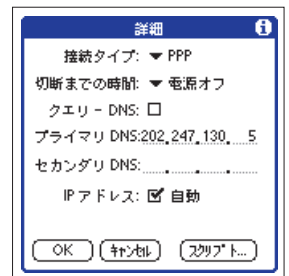 詳細
接続タイプ: PPP
切断までの時間: 電源オフ
クエリ - DNS:
プライマリ DNS: 202.247.130. 5
セカンダリ DNS: . . .
IPアドレス: 自動
OK ｷｬﾝｾﾙ ｽｸﾘﾌﾟﾄ...